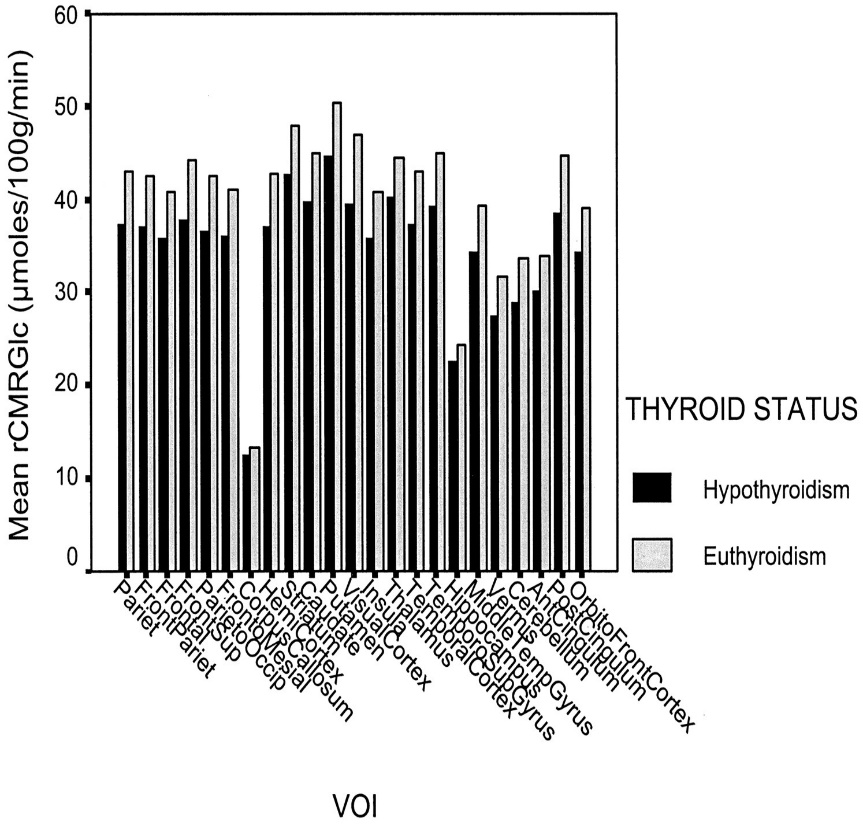 Mean rCMRGlc (µmoles/100g/min)
60
50
40
30
20
10
0
Pariet
FrontPariet
Frontal
FrontSup
ParietoOccip
FrontoMesial
CorpusCallosum
HemiCortex
Striatum
Caudate
Putamen
VisualCortex
Insula
Thalamus
TemporalCortex
TemporoSubGyrus
Hippocampus
MiddleTempGyrus
Vermis
Cerebellum
AntCingulum
PostCingulum
OrbitoFrontCortex
VOI
THYROID STATUS
Hypothyroidism
Euthyroidism